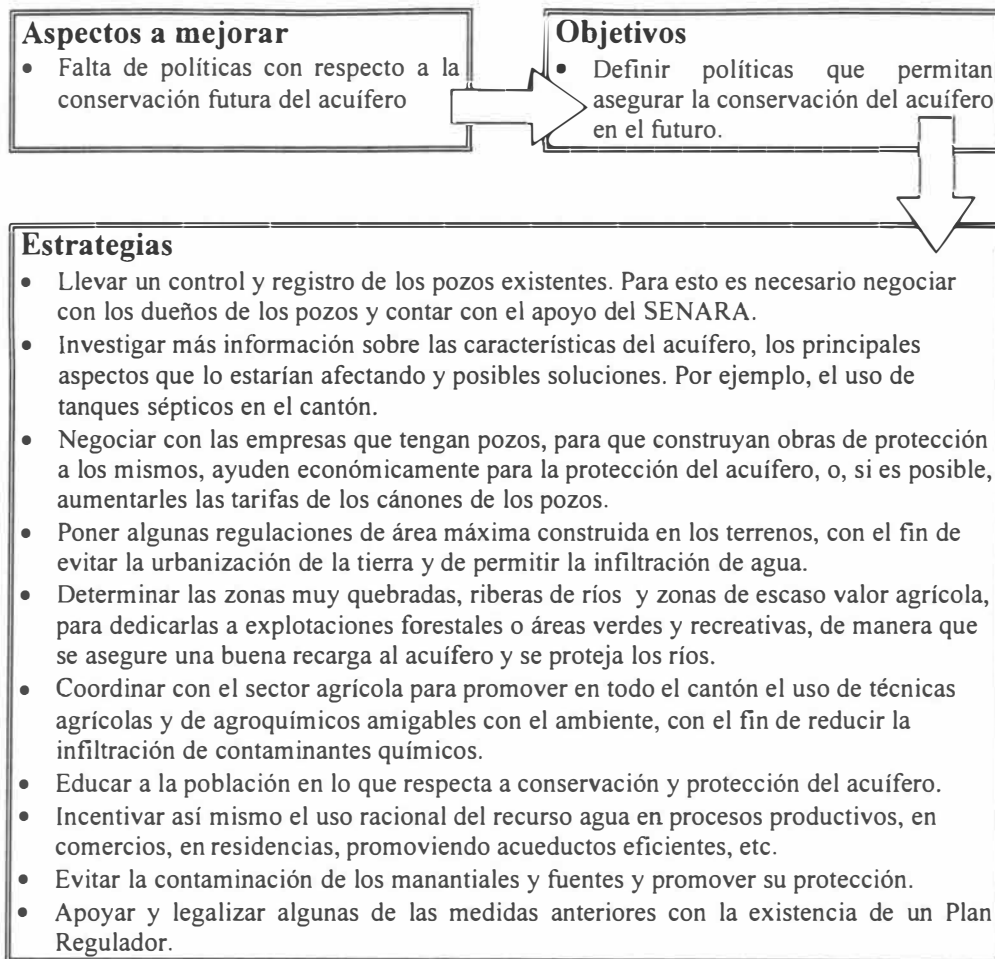 Aspectos a mejorar
• Falta de políticas con respecto a la
conservación futura del acuífero
Objetivos
• Definir políticas que permitan
asegurar la conservación del acuífero
en el futuro.
Estrategias
• Llevar un control y registro de los pozos existentes. Para esto es necesario negociar
con los dueños de los pozos y contar con el apoyo del SENARA.
• Investigar más información sobre las características del acuífero, los principales
aspectos que lo estarían afectando y posibles soluciones. Por ejemplo, el uso de
tanques sépticos en el cantón.
• Negociar con las empresas que tengan pozos, para que construyan obras de protección
a los mismos, ayuden económicamente para la protección del acuífero, o, si es posible,
aumentarles las tarifas de los cánones de los pozos.
• Poner algunas regulaciones de área máxima construida en los terrenos, con el fin de
evitar la urbanización de la tierra y de permitir la infiltración de agua.
• Determinar las zonas muy quebradas, riberas de ríos y zonas de escaso valor agrícola,
para dedicarlas a explotaciones forestales o áreas verdes y recreativas, de manera que
se asegure una buena recarga al acuífero y se proteja los ríos.
• Coordinar con el sector agrícola para promover en todo el cantón el uso de técnicas
agrícolas y de agroquímicos amigables con el ambiente, con el fin de reducir la
infiltración de contaminantes químicos.
• Educar a la población en lo que respecta a conservación y protección del acuífero.
• Incentivar así mismo el uso racional del recurso agua en procesos productivos, en
comercios, en residencias, promoviendo acueductos eficientes, etc.
• Evitar la contaminación de los manantiales y fuentes y promover su protección.
• Apoyar y legalizar algunas de las medidas anteriores con la existencia de un Plan
Regulador.